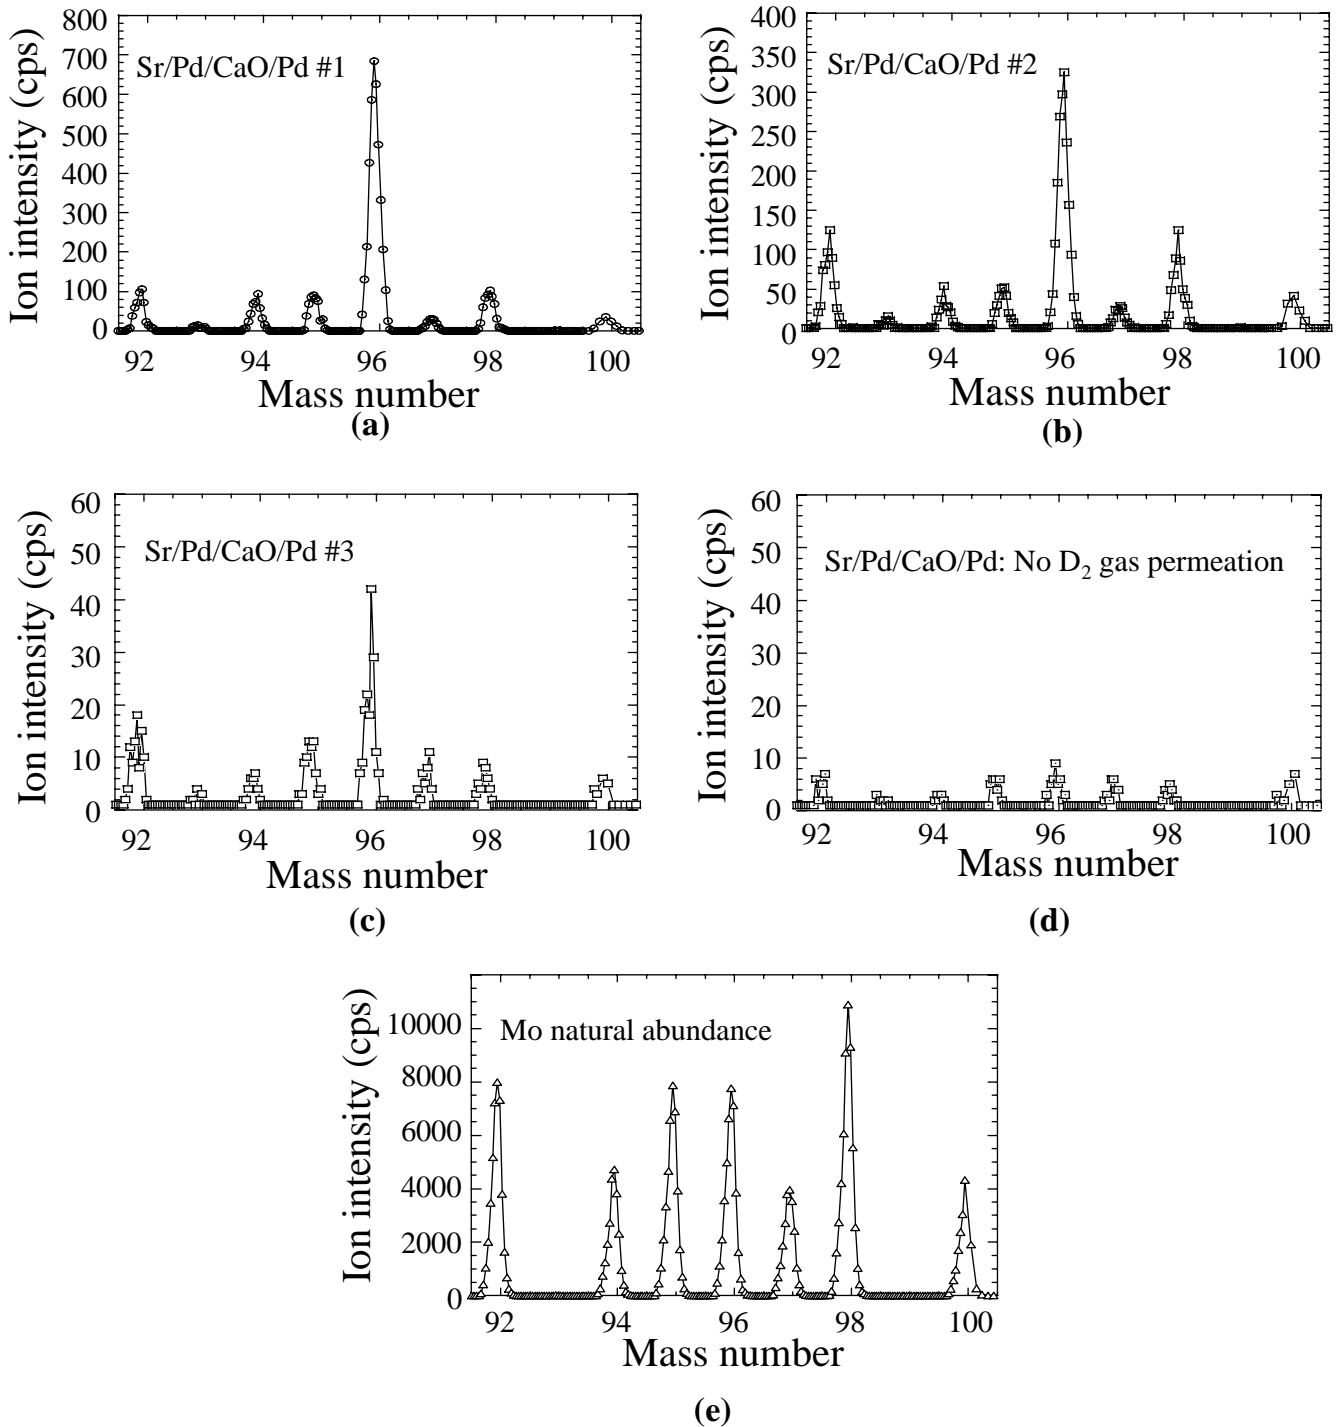 800
700
600
500
400
300
200
100
0
Ion intensity (cps)
Sr/Pd/CaO/Pd #1
92 94 96 98 100
Mass number
(a)
400
350
300
250
200
150
100
50
0
Ion intensity (cps)
Sr/Pd/CaO/Pd #2
92 94 96 98 100
Mass number
(b)
60
50
40
30
20
10
0
Ion intensity (cps)
Sr/Pd/CaO/Pd #3
92 94 96 98 100
Mass number
(c)
60
50
40
30
20
10
0
Ion intensity (cps)
Sr/Pd/CaO/Pd: No D₂ gas permeation
92 94 96 98 100
Mass number
(d)
10000
8000
6000
4000
2000
0
Ion intensity (cps)
Mo natural abundance
92 94 96 98 100
Mass number
(e)